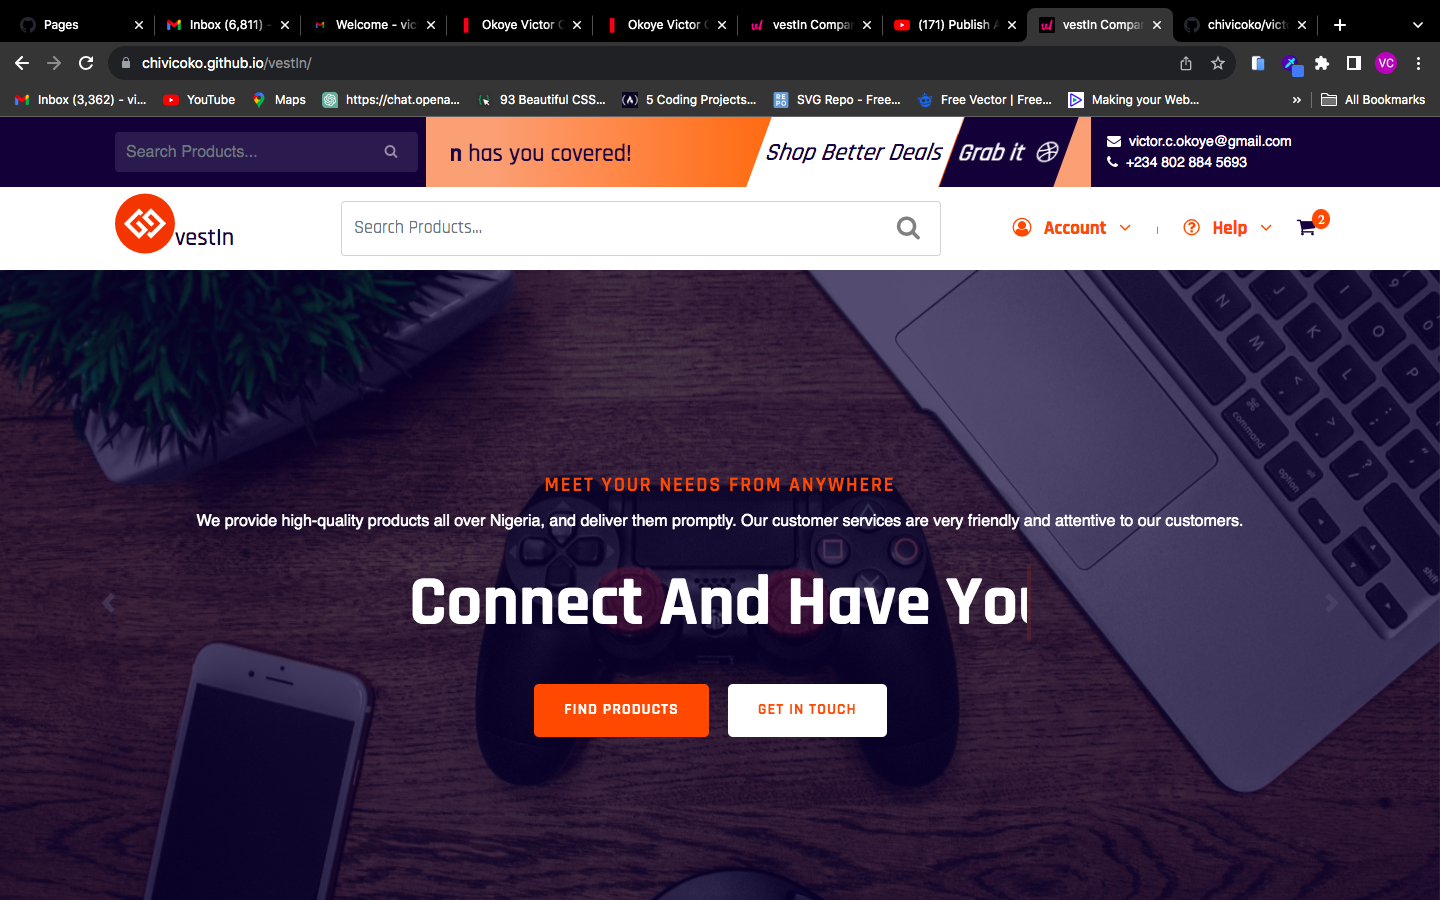 Pages
Inbox (6,811) -
Welcome - vic
Okoye Victor
Okoye Victor
vestIn Compa
(171) Publish
vestIn Compa
chivicoko/vict
chivicoko.github.io/vestIn/
VC
Inbox (3,362) - vi...
YouTube
Maps
https://chat.opena...
93 Beautiful CSS...
5 Coding Projects...
SVG Repo - Free...
Free Vector | Free...
Making your Web...
»
All Bookmarks
Search Products...
n has you covered!
Shop Better Deals
Grab it
victor.c.okoye@gmail.com
+234 802 884 5693
vestIn
Search Products...
Account
Help
2
MEET YOUR NEEDS FROM ANYWHERE
We provide high-quality products all over Nigeria, and deliver them promptly. Our customer services are very friendly and attentive to our customers.
Connect And Have You
FIND PRODUCTS
GET IN TOUCH
N
M
K
O
L
P
command
option
shift